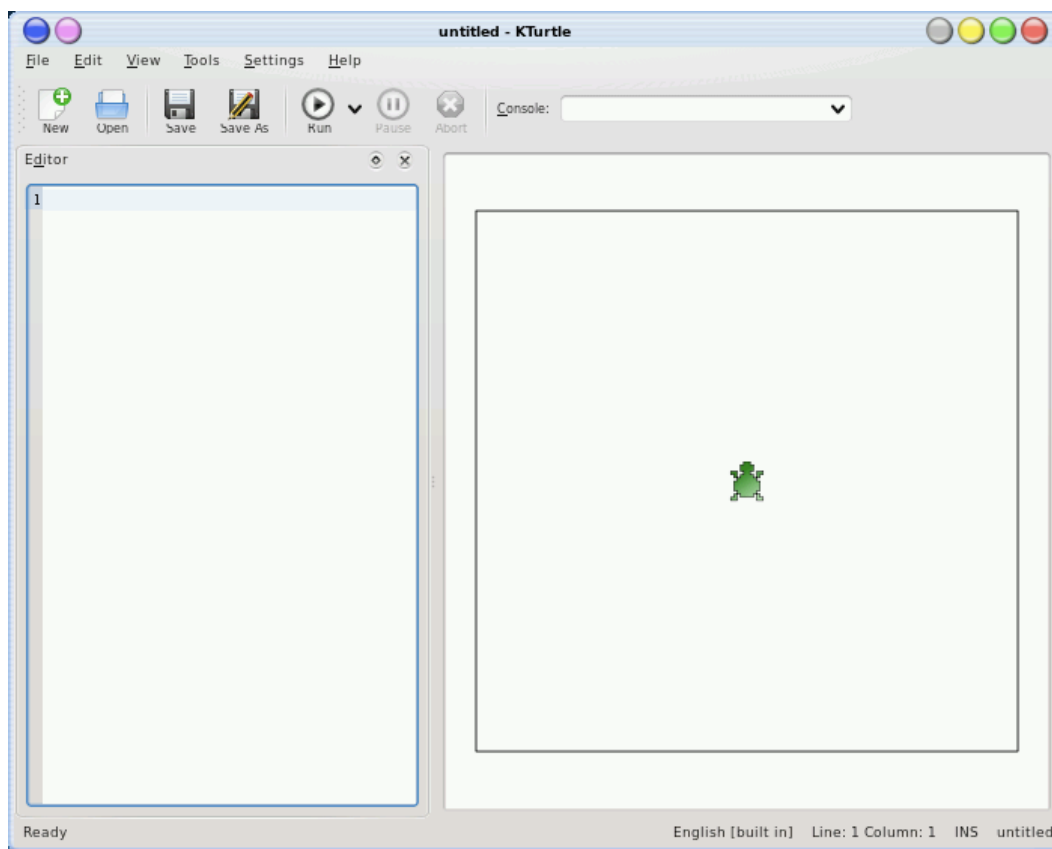 untitled - KTurtle
File Edit View Tools Settings Help
New Open Save Save As Run Pause Abort Console:
Editor
1
Ready English [built in] Line: 1 Column: 1 INS untitled